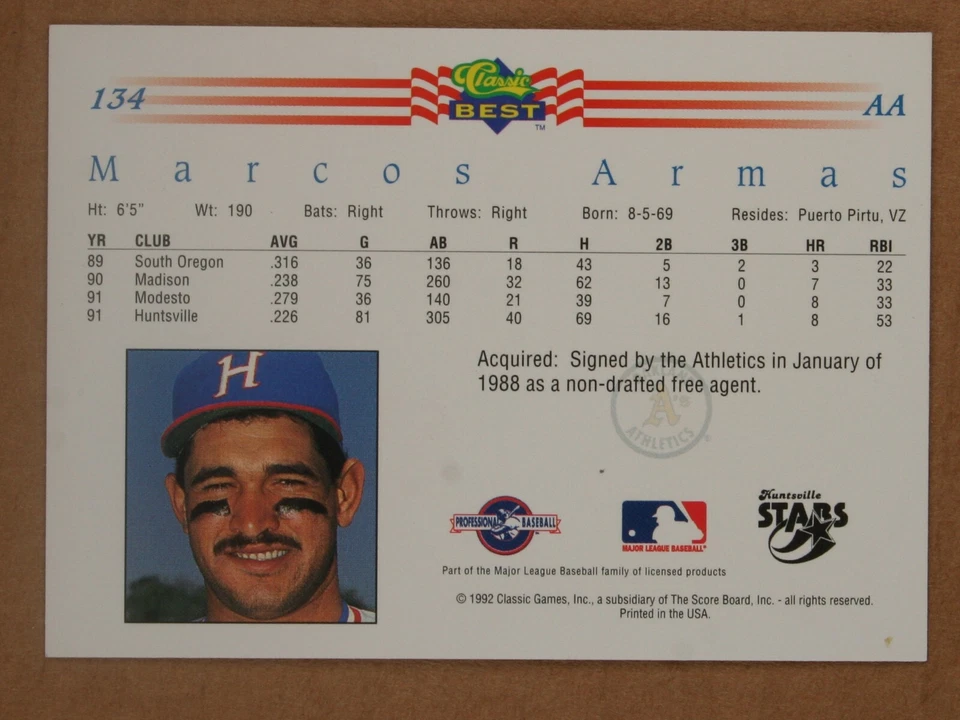 134
Classic
BEST
TM
AA
Marcos Armas
Ht: 6'5" Wt: 190 Bats: Right Throws: Right Born: 8-5-69 Resides: Puerto Pirtu, VZ
YR CLUB AVG G AB R H 2B 3B HR RBI
89 South Oregon .316 36 136 18 43 5 2 3 22
90 Madison .238 75 260 32 62 13 0 7 33
91 Modesto .279 36 140 21 39 7 0 8 33
91 Huntsville .226 81 305 40 69 16 1 8 53
H
Acquired: Signed by the Athletics in January of
1988 as a non-drafted free agent.
A's
ATHLETICS
PROFESSIONAL BASEBALL
MAJOR LEAGUE BASEBALL
Huntsville
STARS
Part of the Major League Baseball family of licensed products
© 1992 Classic Games, Inc., a subsidiary of The Score Board, Inc. - all rights reserved.
Printed in the USA.